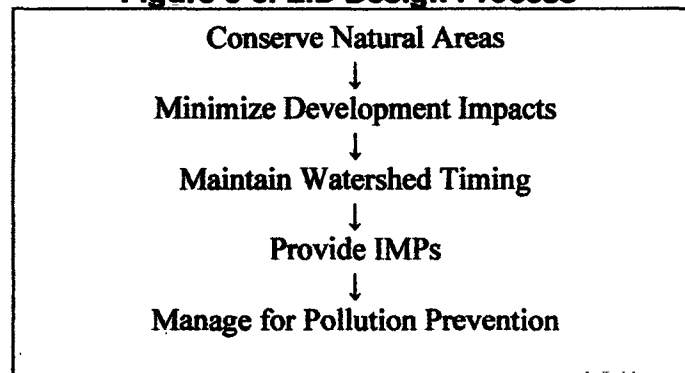 Conserve Natural Areas
↓
Minimize Development Impacts
↓
Maintain Watershed Timing
↓
Provide IMPs
↓
Manage for Pollution Prevention